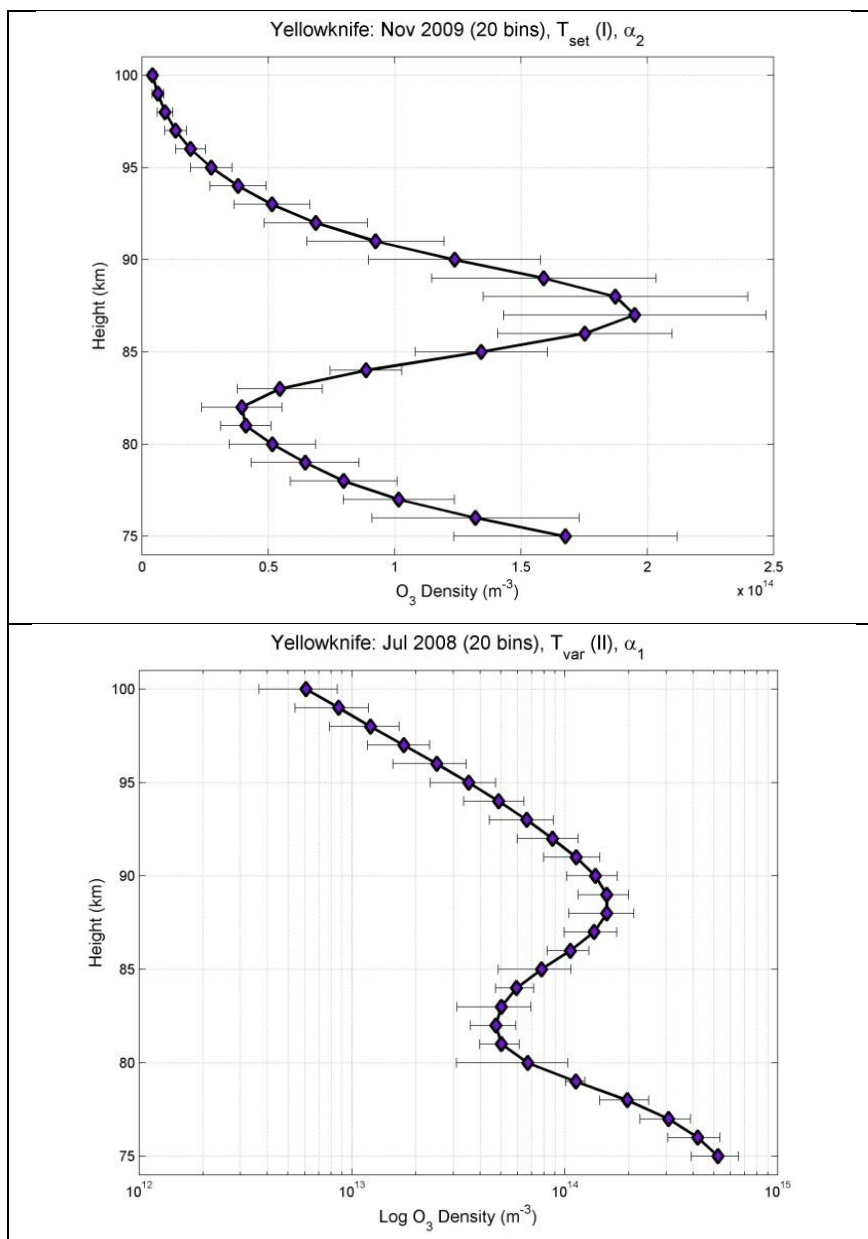 Yellowknife: Nov 2009 (20 bins), T_set (I), α_2
100
95
90
85
80
75
Height (km)
0 0.5 1 1.5 2 2.5
x 10^14
O_3 Density (m^-3)
Yellowknife: Jul 2008 (20 bins), T_var (II), α_1
100
95
90
85
80
75
Height (km)
10^12 10^13 10^14 10^15
Log O_3 Density (m^-3)